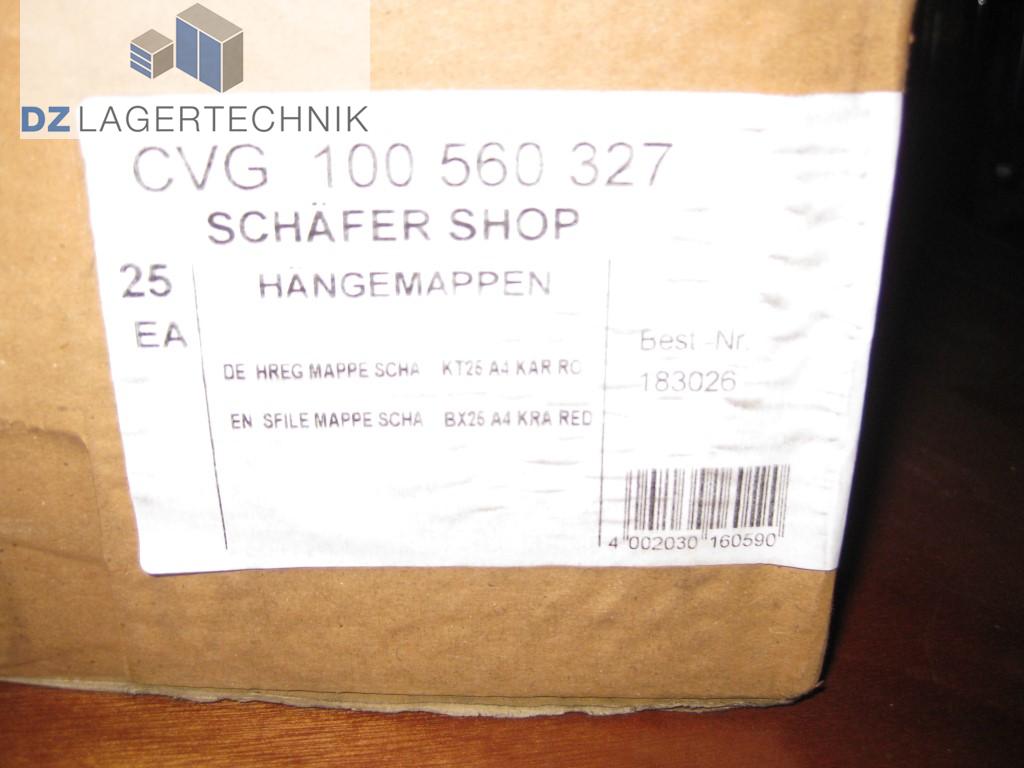 DZ LAGERTECHNIK
CVG 100 560 327
SCHÄFER SHOP
25
EA
HÄNGEMAPPEN
DE HREG MAPPE SCHA KT25 A4 KAR RO
EN SFILE MAPPE SCHA BX25 A4 KRA RED
Best -Nr.
183026
4 002030 160590